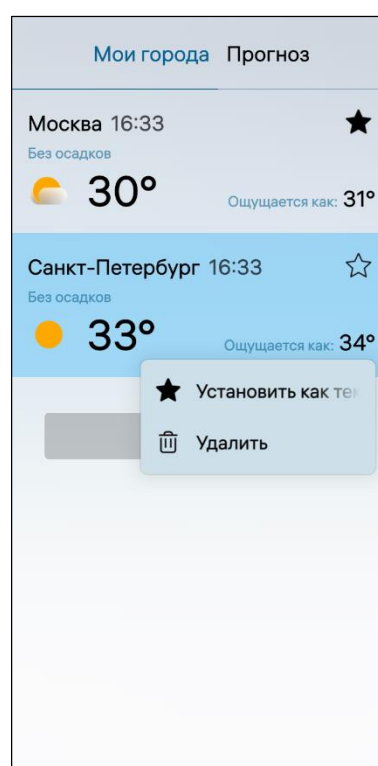 Мои города Прогноз
Москва 16:33
Без осадков
30°
Ощущается как: 31°
Санкт-Петербург 16:33
Без осадков
33°
Ощущается как: 34°
Установить как тек
Удалить